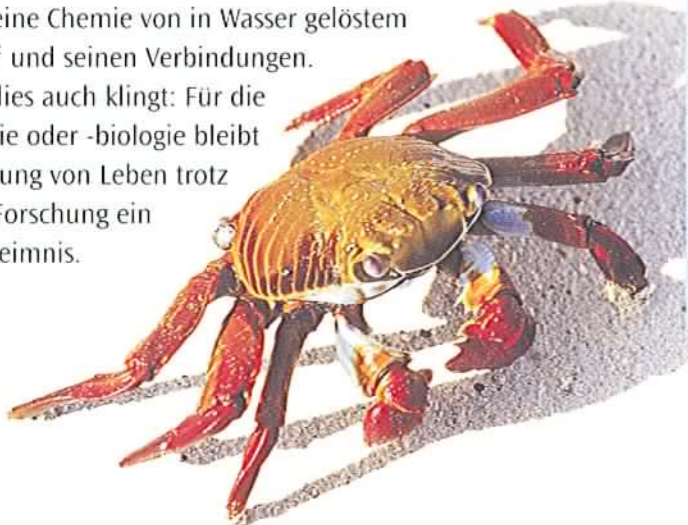 eine Chemie von in Wasser gelöstem
und seinen Verbindungen.
dies auch klingt: Für die
ie oder -biologie bleibt
ung von Leben trotz
Forschung ein
eimnis.